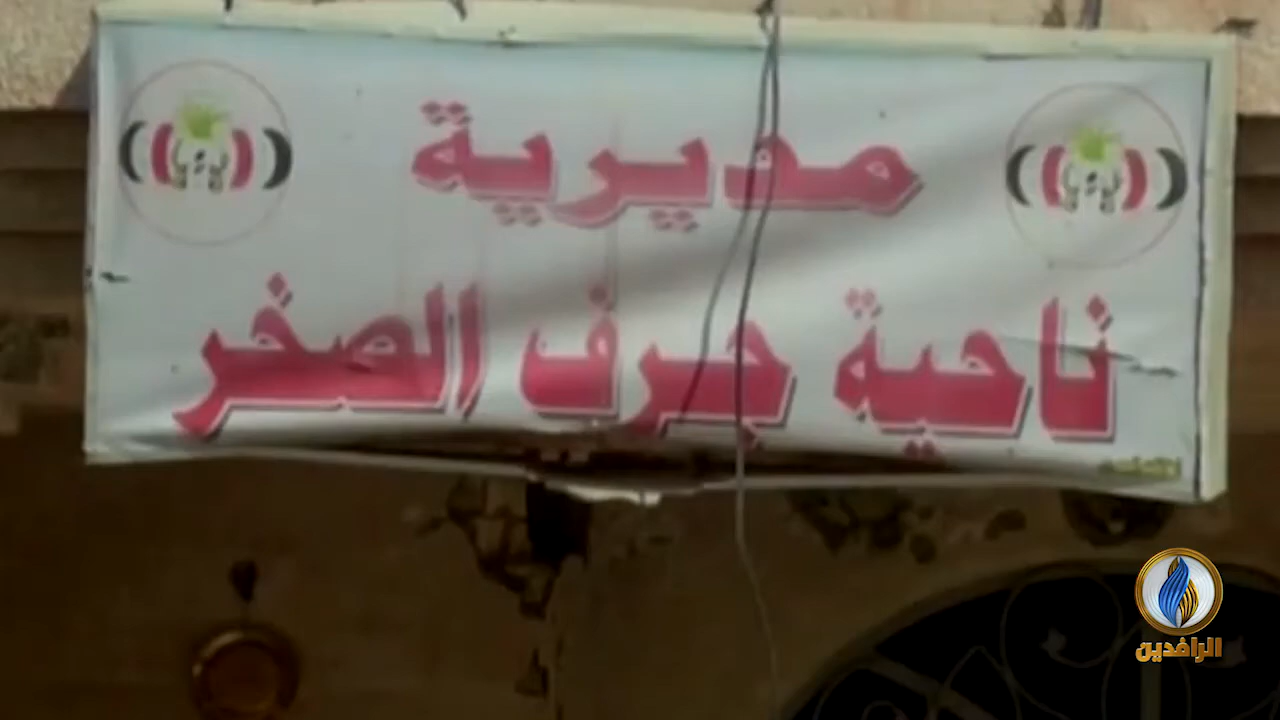 مديرية
ناحية جرف الصخر
الرافدين